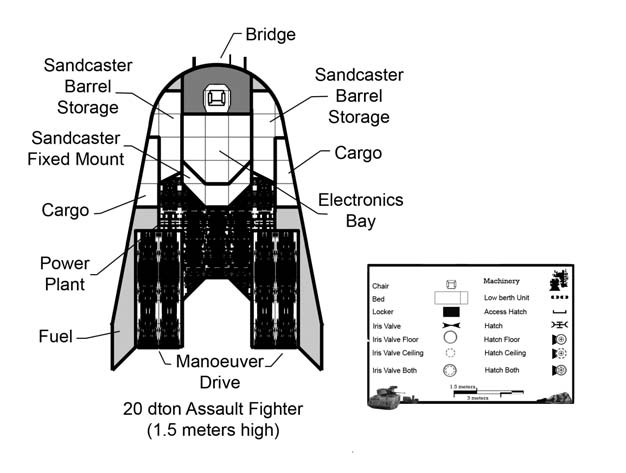 Bridge
Sandcaster
Barrel
Storage
Sandcaster
Barrel
Storage
Sandcaster
Fixed Mount
Cargo
Cargo
Electronics
Bay
Power
Plant
Fuel
Manoeuver
Drive
20 dton Assault Fighter
(1.5 meters high)
Chair
Machinery
Bed
Low berth Unit
Locker
Access Hatch
Iris Valve
Hatch
Iris Valve Floor
Hatch Floor
Iris Valve Ceiling
Hatch Ceiling
Iris Valve Both
Hatch Both
1.5 meters
3 meters